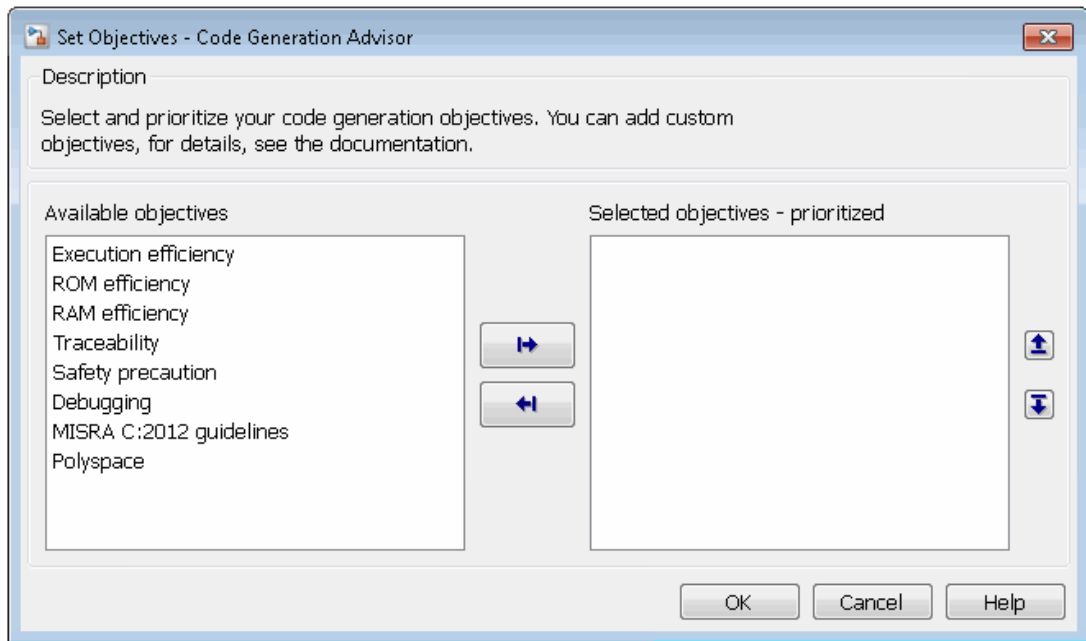 Set Objectives - Code Generation Advisor
Description
Select and prioritize your code generation objectives. You can add custom
objectives, for details, see the documentation.
Available objectives
Selected objectives - prioritized
Execution efficiency
ROM efficiency
RAM efficiency
Traceability
Safety precaution
Debugging
MISRA C:2012 guidelines
Polyspace
OK
Cancel
Help